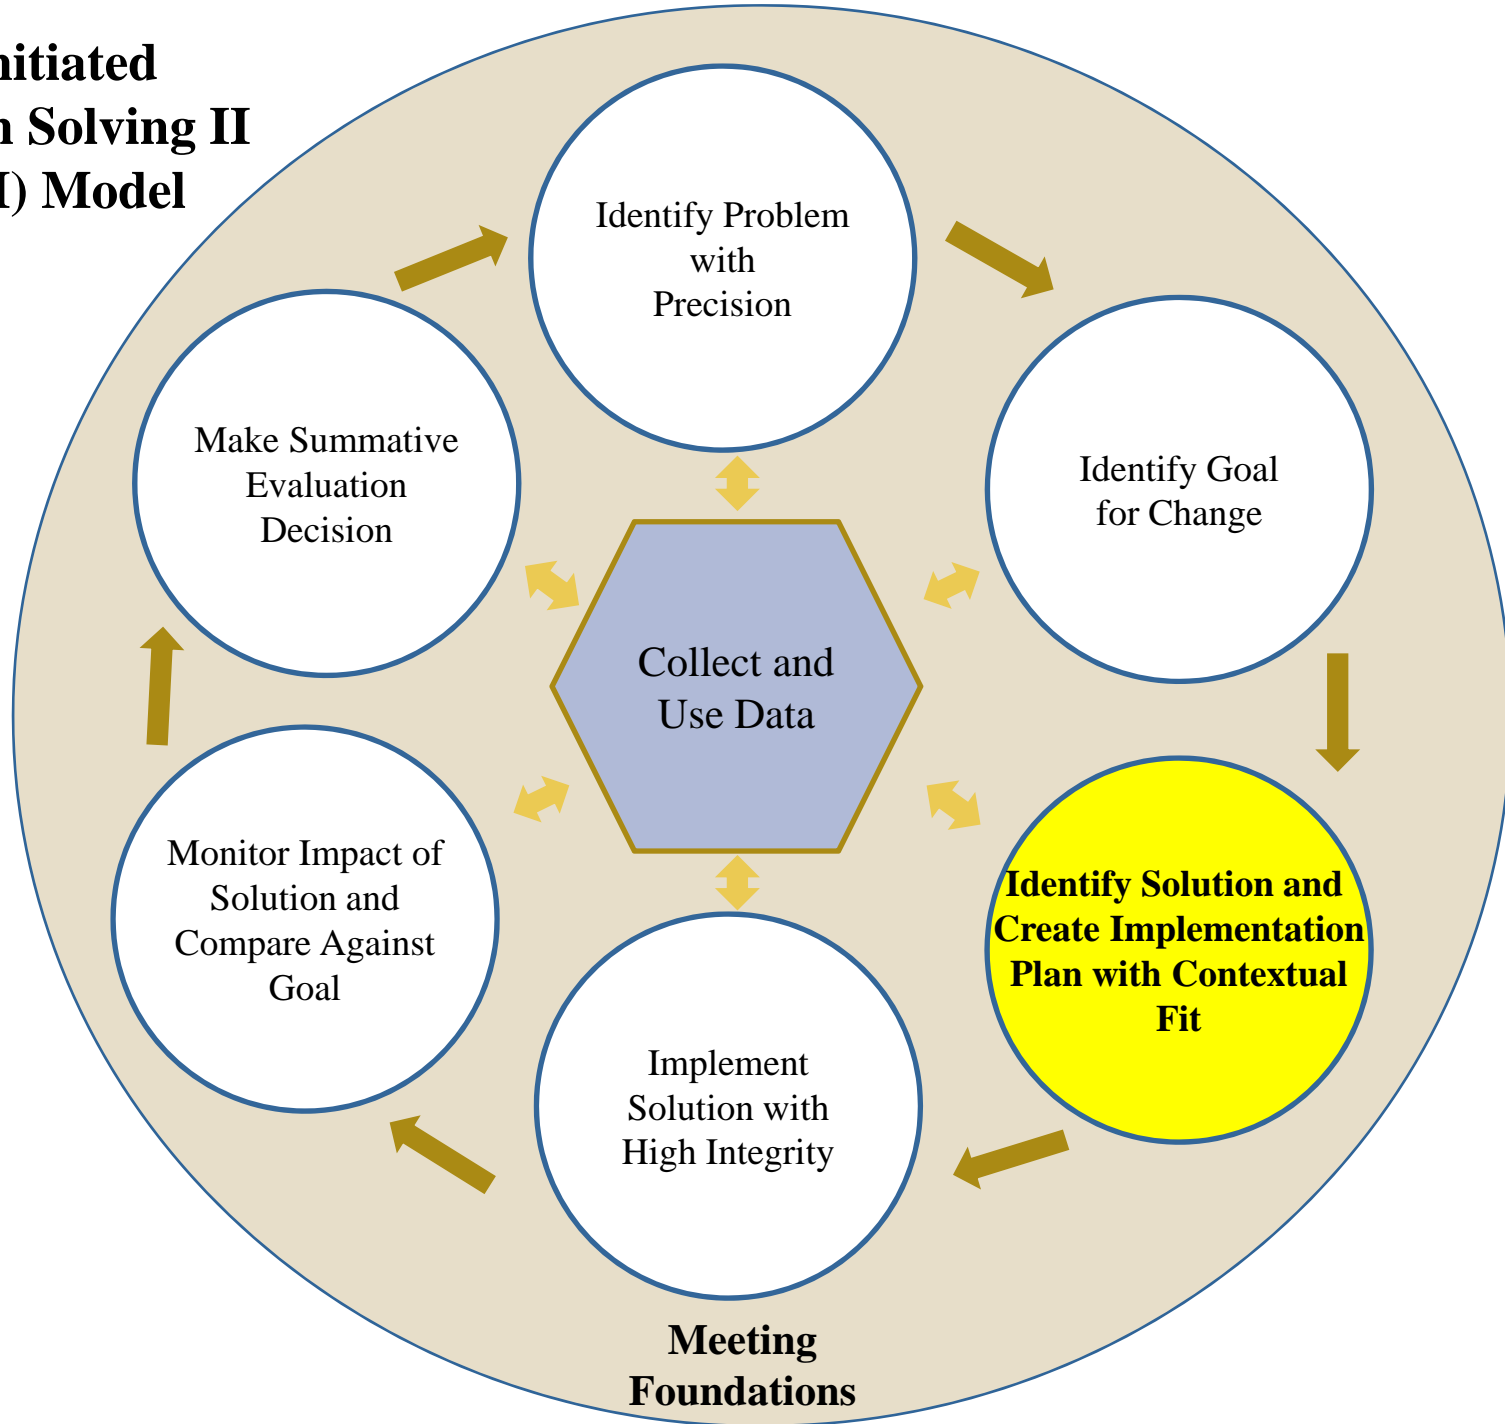 nitiated
n Solving II
I) Model
Identify Problem
with
Precision
Identify Goal
for Change
Identify Solution and
Create Implementation
Plan with Contextual
Fit
Implement
Solution with
High Integrity
Monitor Impact of
Solution and
Compare Against
Goal
Make Summative
Evaluation
Decision
Collect and
Use Data
Meeting
Foundations